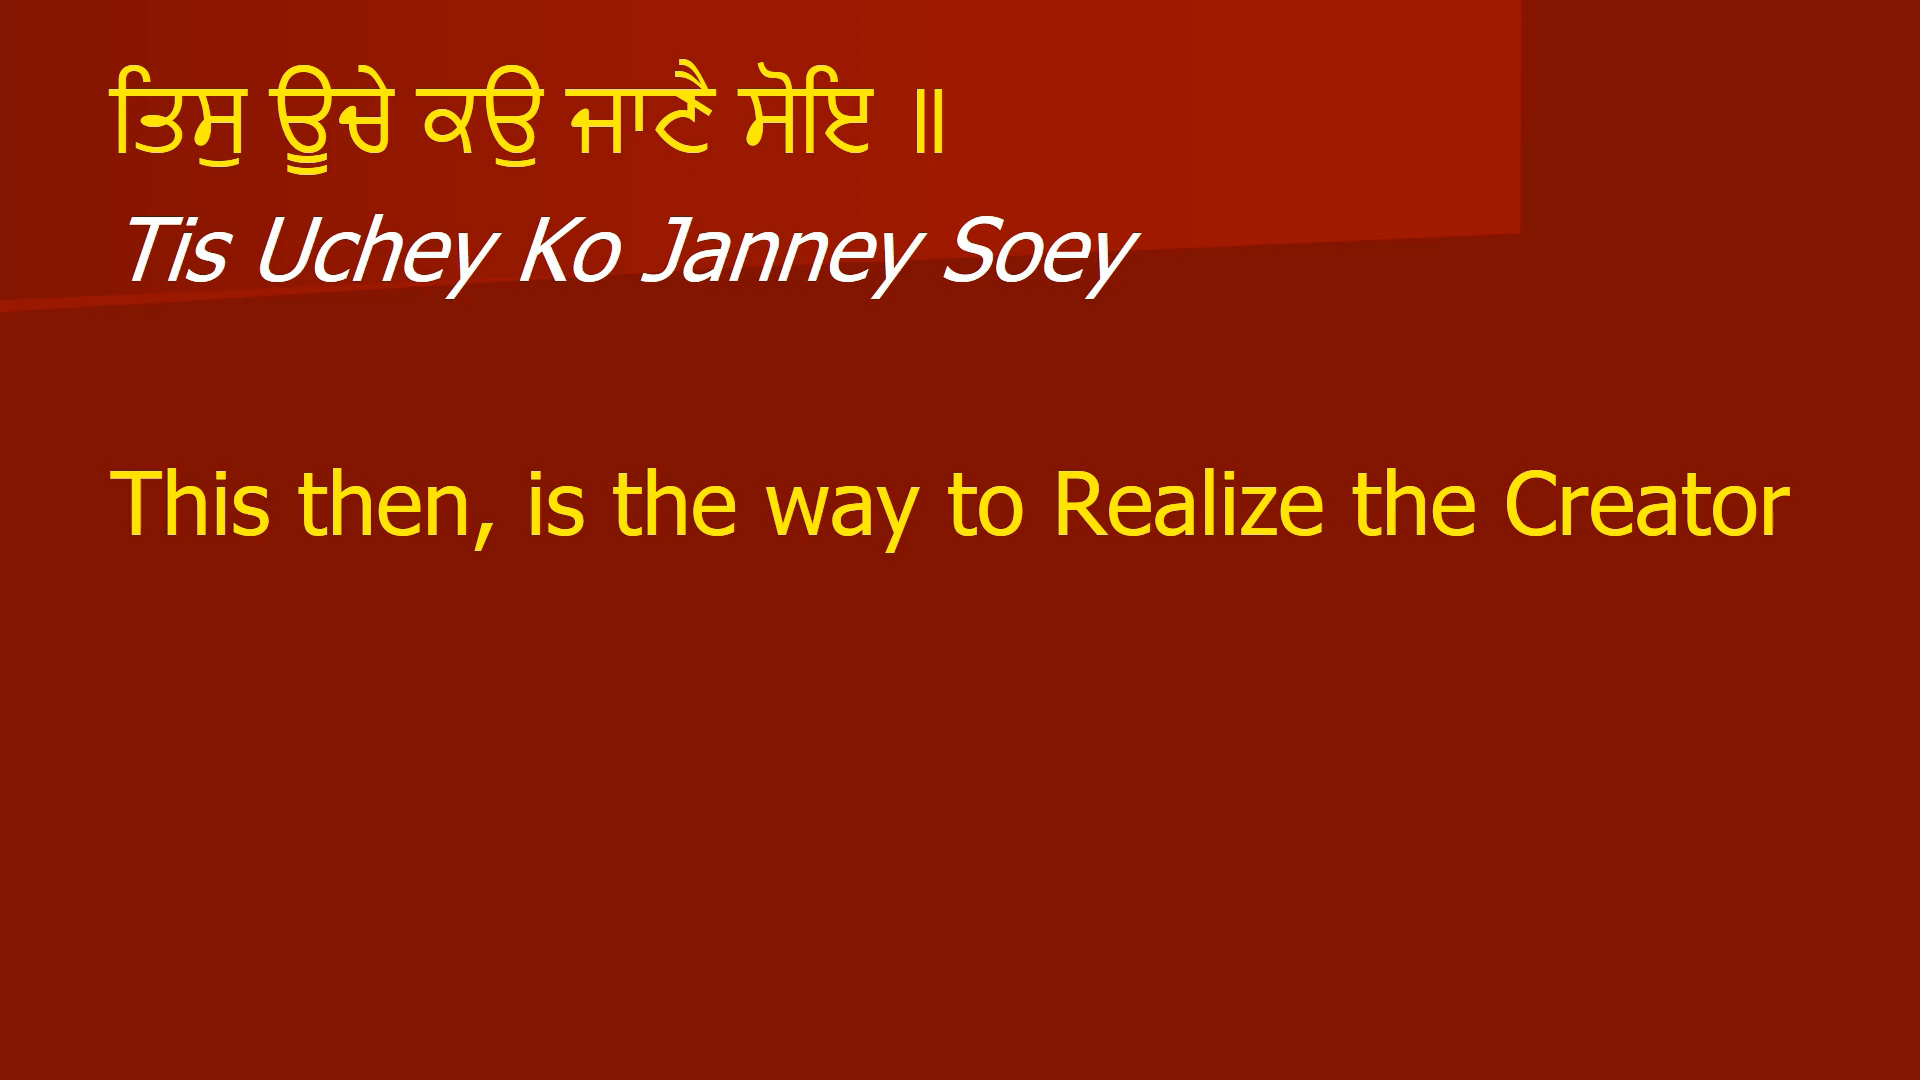 ਤਿਸੁ ਊਚੇ ਕਉ ਜਾਣੈ ਸੋਇ ॥
Tis Uchey Ko Janney Soey
This then, is the way to Realize the Creator